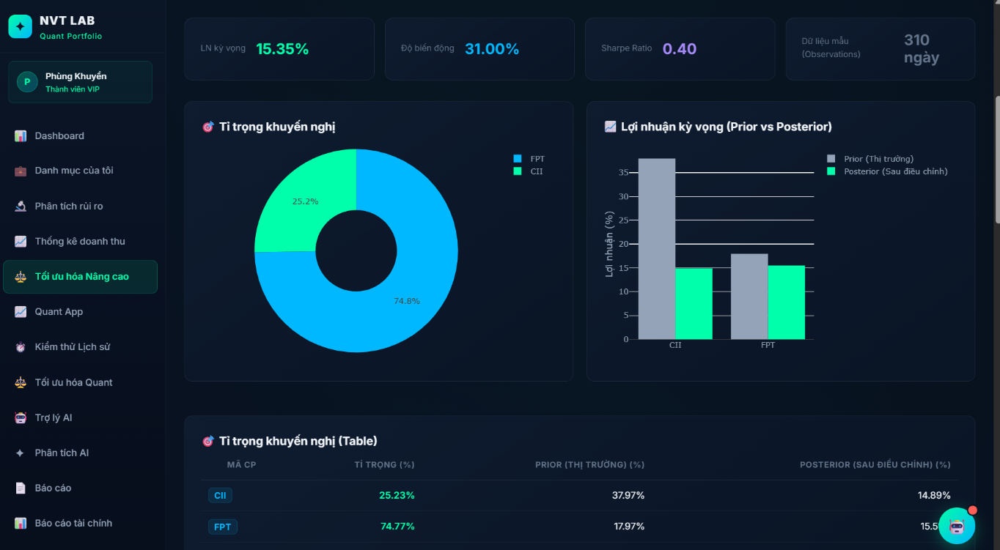 NVT LAB
Quant Portfolio
P
Phùng Khuyển
Thành viên VIP
Dashboard
Danh mục của tôi
Phân tích rủi ro
Thống kê doanh thu
Tối ưu hóa Nâng cao
Quant App
Kiểm thử Lịch sử
Tối ưu hóa Quant
Trợ lý AI
Phân tích AI
Báo cáo
Báo cáo tài chính
LN kỳ vọng 15.35%
Độ biến động 31.00%
Sharpe Ratio 0.40
Dữ liệu mẫu
(Observations)
310
ngày
Tỉ trọng khuyến nghị
FPT
CII
25.2%
74.8%
Lợi nhuận kỳ vọng (Prior vs Posterior)
Prior (Thị trường)
Posterior (Sau điều chỉnh)
Lợi nhuận (%)
35
30
25
20
15
10
5
0
CII FPT
Tỉ trọng khuyến nghị (Table)
MÃ CP TỈ TRỌNG (%) PRIOR (THỊ TRƯỜNG) (%) POSTERIOR (SAU ĐIỀU CHỈNH) (%)
CII 25.23% 37.97% 14.89%
FPT 74.77% 17.97% 15.5